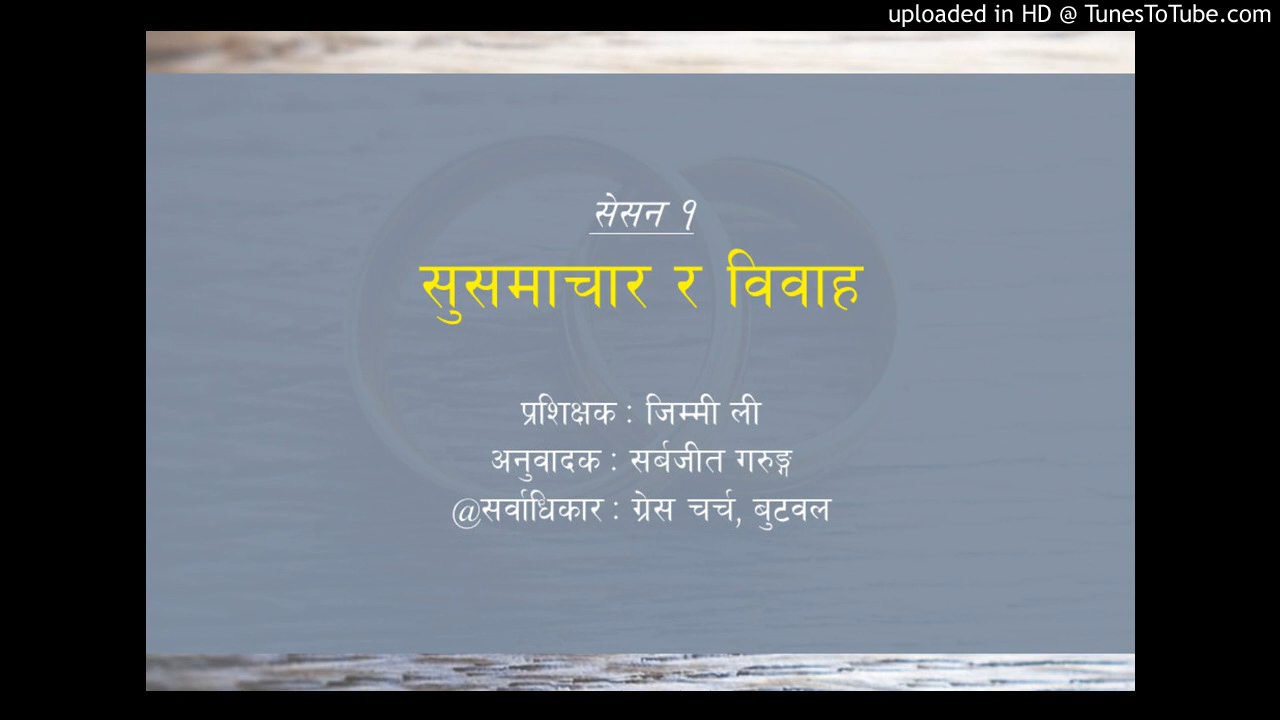 uploaded in HD @ TunesToTube.com
सेसन १
सुसमाचार र विवाह
प्रशिक्षक : जिम्मी ली
अनुवादक : सर्बजीत गरुङ्ग
@सर्वाधिकार : ग्रेस चर्च, बुटवल